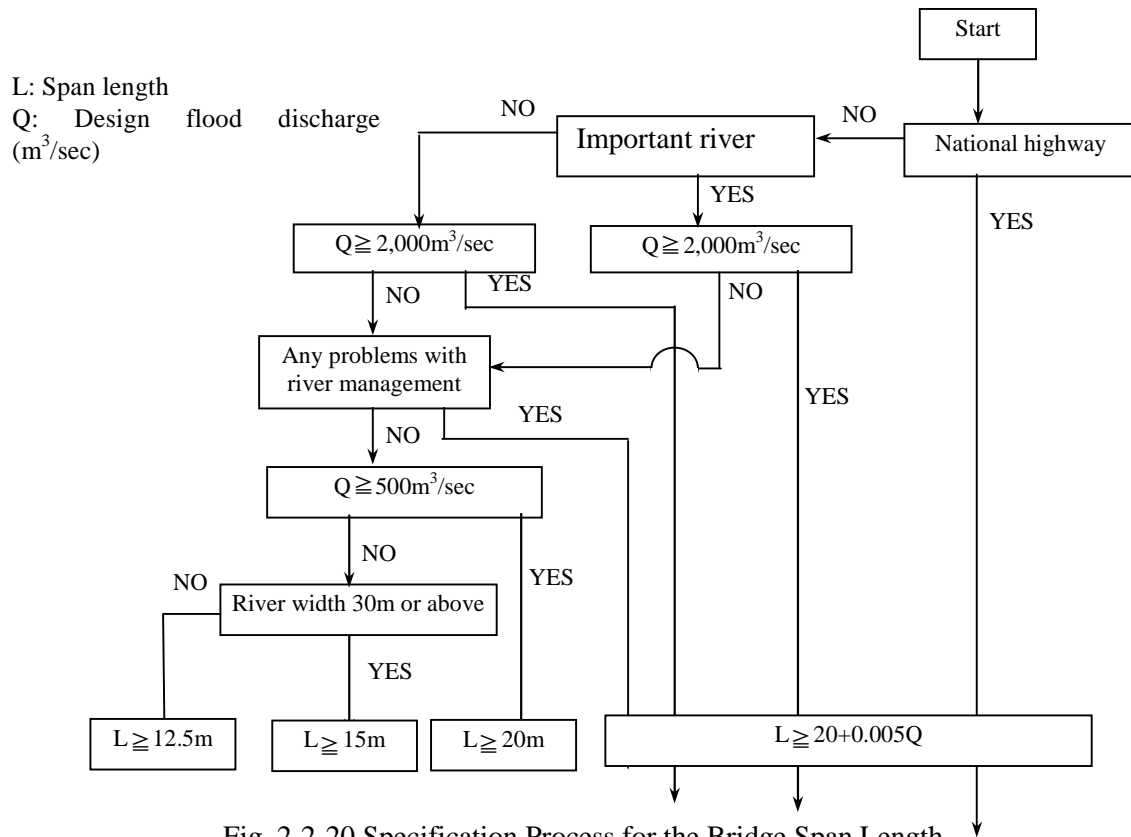 Start
L: Span length
Q: Design flood discharge
(m³/sec)
NO
NO
Important river
National highway
YES
YES
Q≧2,000m³/sec
Q≧2,000m³/sec
NO
YES
NO
Any problems with
river management
YES
YES
NO
Q≧500m³/sec
NO
YES
NO
River width 30m or above
YES
L≧12.5m
L≧15m
L≧20m
L≧20+0.005Q
Fig. 2-2-20 Specification Process for the Bridge Span Length